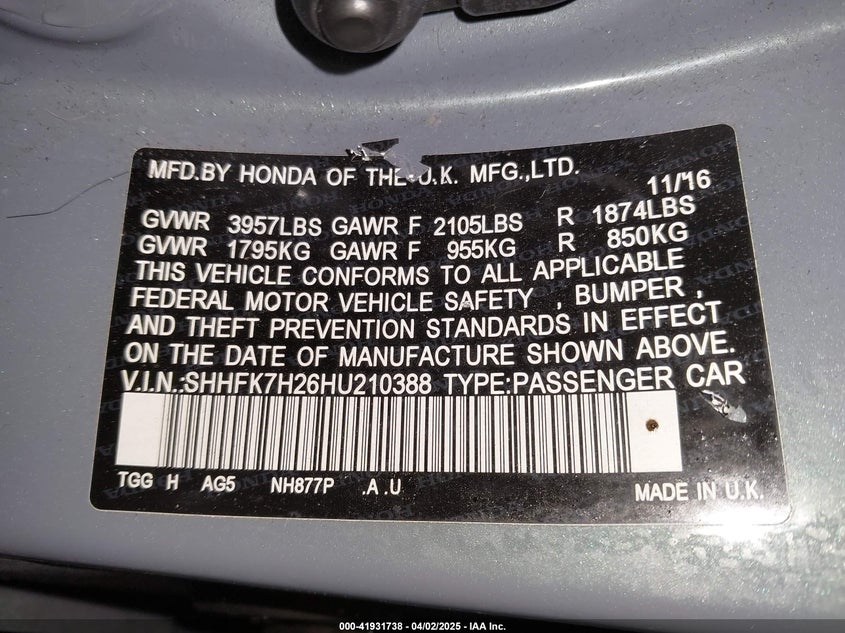 MFD.BY HONDA OF THE U.K. MFG.,LTD.
11/16
GVWR 3957LBS GAWR F 2105LBS R 1874LBS
GVWR 1795KG GAWR F 955KG R 850KG
THIS VEHICLE CONFORMS TO ALL APPLICABLE
FEDERAL MOTOR VEHICLE SAFETY , BUMPER ,
AND THEFT PREVENTION STANDARDS IN EFFECT
ON THE DATE OF MANUFACTURE SHOWN ABOVE.
V.I.N.:SHHFK7H26HU210388 TYPE:PASSENGER CAR
TGG H AG5 NH877P .A .U MADE IN U.K.
000-41931738 - 04/02/2025 - IAA Inc.